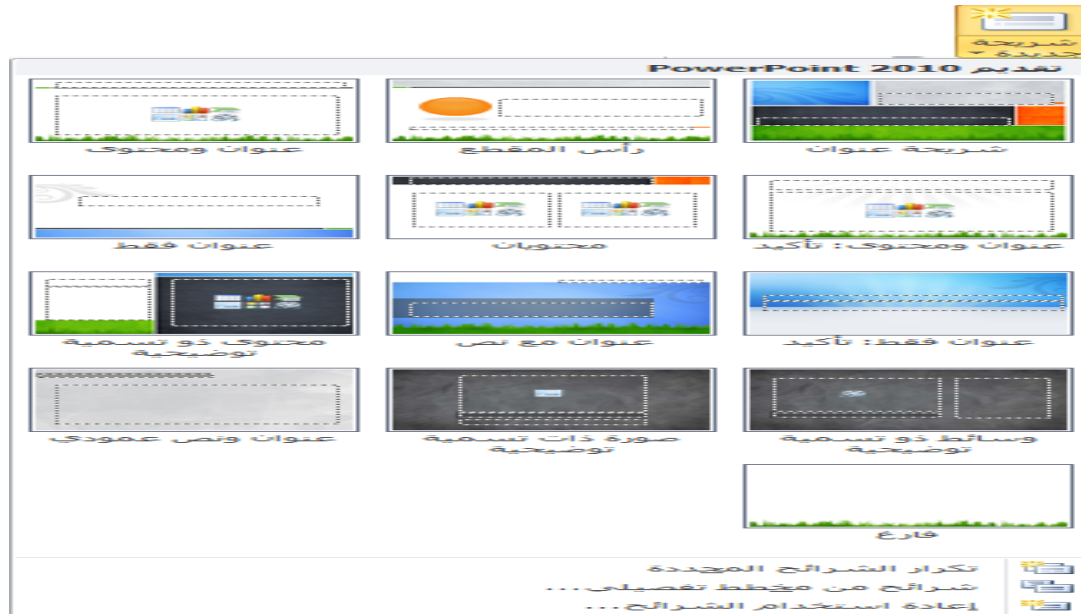 شريحة
جديدة
تقديم PowerPoint 2010
شريحة عنوان
رأس المقطع
عنوان ومحتوى
عنوان ومحتوى: تأكيد
محتويان
عنوان فقط
عنوان فقط: تأكيد
عنوان مع نص
محتوى ذو تسمية
توضيحية
وسائط ذو تسمية
توضيحية
صورة ذات تسمية
توضيحية
عنوان ونص عمودي
فارغ
تكرار الشرائح المحددة
شرائح من مخطط تفصيلي...
إعادة استخدام الشرائح...